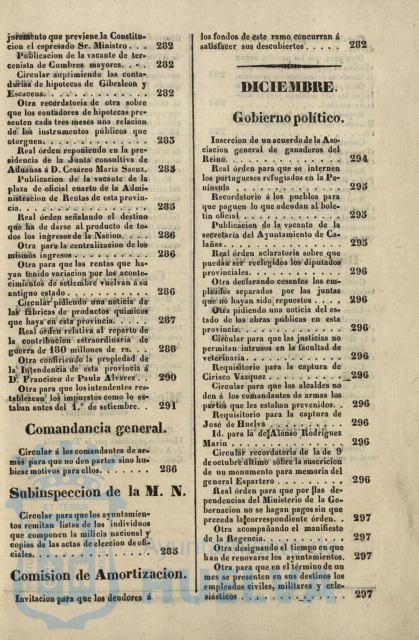 juramento que previene la Constitu-
cion el espresado Sr. Ministro. . . 282
Publicacion de la vacante de ter-
cenista de Cumbres mayores. . . 282
Circular suprimiendo las conta-
durias de hipotecas de Gibraleon y
Escacena. . . . . . . . . . 282
Otra recordatoria de otra sobre
que los contadores de hipotecas pre-
senten cada tres meses una relacion
de los instrumentos públicos que
otorguen. . . . . . . . . . 283
Real órden reponiendo en la pre-
sidencia de la Junta consultiva de
Aduanas á D. Cesáreo Maria Saenz. 283
Publicacion de la vacante de la
plaza de oficial cuarto de la Admi-
nistracion de Rentas de esta provin-
cia. . . . . . . . . . . 285
Real órden señalando el destino
que ha de darse al producto de to-
dos los ingresos de la Nacion. . . 286
Otra para la centralizacion de los
mismos ingresos . . . . . . . 286
Otra para que las rentas que ha-
yan tenido variacion por los aconte-
cimientos de setiembre vuelvan á su
antiguo estado . . . . . . . . 286
Circular pidiendo una noticia de
las fábricas de productos quimicos
que haya en esta provincia. . . . 287
Real órden relativa al reparto de
la contribucion estraordinaria de
guerra de 180 millones de rs. . . 288
Otra confiriendo la propiedad de
la Intendencia de esta provincia á
D. Francisco de Paula Alvarez. . 290
Otra para que los intendentes res-
tablezcan los impuestos como lo es-
taban antes del 1.º de setiembre. . 291
Comandancia general.
Circular á los comandantes de ar-
mas para que no den partes sino hu-
biese motivos para ellos. . . . . 286
Subinspeccion de la M. N.
Circular para que los ayuntamien-
tos remitan listas de los individuos
que componen la milicia nacional y
copias de las actas de eleccion de ofi-
ciales. . . . . . . . . . . 285
Comision de Amortizacion.
Invitacion para que los deudores á
los fondos de este ramo concurran á
satisfacer sus descubiertos . . . . . 282
DICIEMBRE.
Gobierno político.
Insercion de un acuerdo de la Aso-
ciacion general de ganaderos del
Reino. . . . . . . . . . . 294
Real órden para que se internen
los portugueses refugiados en la Pe-
ninsula . . . . . . . . . . 295
Recordatorio á los pueblos para
que paguen lo que adeudan al bole-
tin oficial . . . . . . . . . 295
Publicacion de la vacante de la
secretaría del Ayuntamiento de Ca-
lañas. . . . . . . . . . . 295
Real órden aclaratoria sobre que
puedan ser reelegidos los diputados
provinciales. . . . . . . . . 296
Otra declarando cesantes los em-
pleados separados por las juntas
que no hayan sido repuestos . . . . 296
Otra pidiendo una noticia del es-
tado de las obras públicas en esta
provincia. . . . . . . . . . 296
Circular para que las justicias no
permitan intrusos en la facultad de
veterinaria. . . . . . . . . . 296
Requisitorio para la captura de
Cirisco Vazquez. . . . . . . . 296
Circular para que los alcaldes no
den á los comandantes de armas los
partes que les estaban prevenidos. . 296
Requisitorio para la captura de
José de Huelva . . . . . . . . 296
Id. para la de Alonso Rodriguez
Marin . . . . . . . . . . . 296
Circular recordatoria de la de 9
de octubre último sobre la suscricion
de un monumento para memoria del
general Espartero . . . . . . . 296
Real órden para que por las de-
pendencias del Ministerio de la Go-
bernacion no se hagan pagos sin que
preceda la correspondiente órden. . 297
Otra acompañando el manifiesto
de la Regencia. . . . . . . . 297
Otra designando el tiempo en que
han de renovarse los ayuntamientos. 297
Otra para que en el término de un
mes se presenten en sus destinos los
empleados civiles, militares y ecle-
siásticos . . . . . . . . . . 297